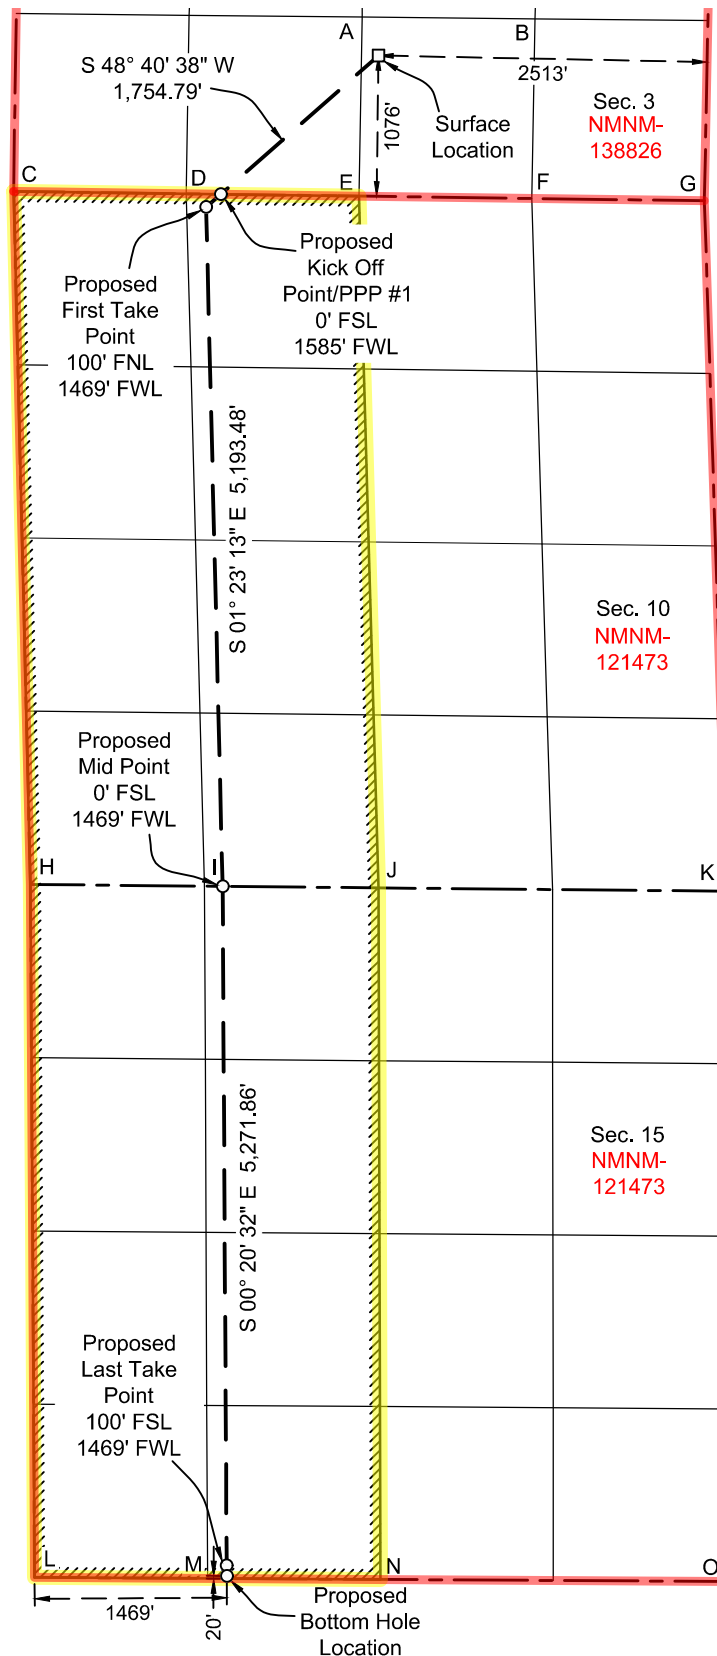 A
B
S 48° 40' 38" W
1,754.79'
2513'
1076'
Surface
Location
Sec. 3
NMNM-
138826
C
D
E
F
G
Proposed
Kick Off
Point/PPP #1
0' FSL
1585' FWL
Proposed
First Take
Point
100' FNL
1469' FWL
S 01° 23' 13" E 5,193.48'
Sec. 10
NMNM-
121473
Proposed
Mid Point
0' FSL
1469' FWL
H
I
J
K
S 00° 20' 32" E 5,271.86'
Sec. 15
NMNM-
121473
Proposed
Last Take
Point
100' FSL
1469' FWL
L
M
N
O
1469'
20'
Proposed
Bottom Hole
Location